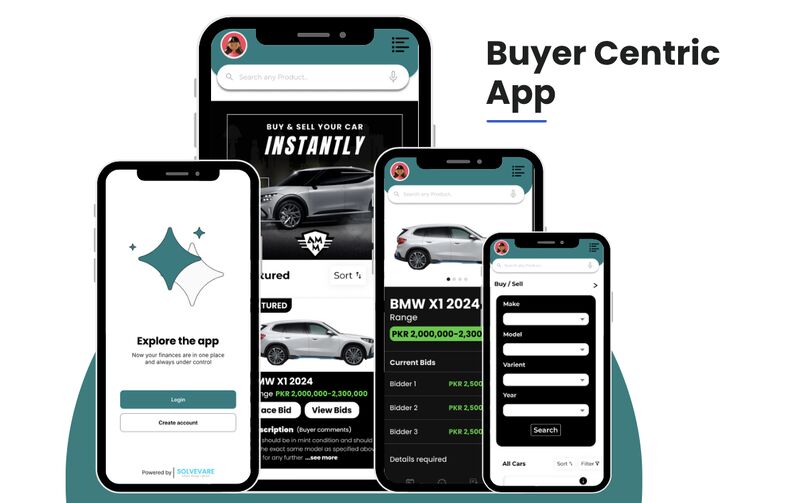 Buyer Centric
App
Search any Product..
BUY & SELL YOUR CAR
INSTANTLY
AMM
tured
Sort
TURED
MW X1 2024
nge PKR 2,000,000-2,300,000
ace Bid
View Bids
scription (Buyer comments)
should be in mint condition and should
the exact same model as specified above
for any further ...see more
Explore the app
Now your finances are in one place
and always under control
Login
Create account
Powered by SOLVEVARE
Search any Product..
BMW X1 2024
Range
PKR 2,000,000-2,300
Current Bids
Bidder 1 PKR 2,500
Bidder 2 PKR 2,500
Bidder 3 PKR 2,500
Details required
Search any Product..
Buy / Sell >
Make
Model
Varient
Year
Search
All Cars Sort Filter